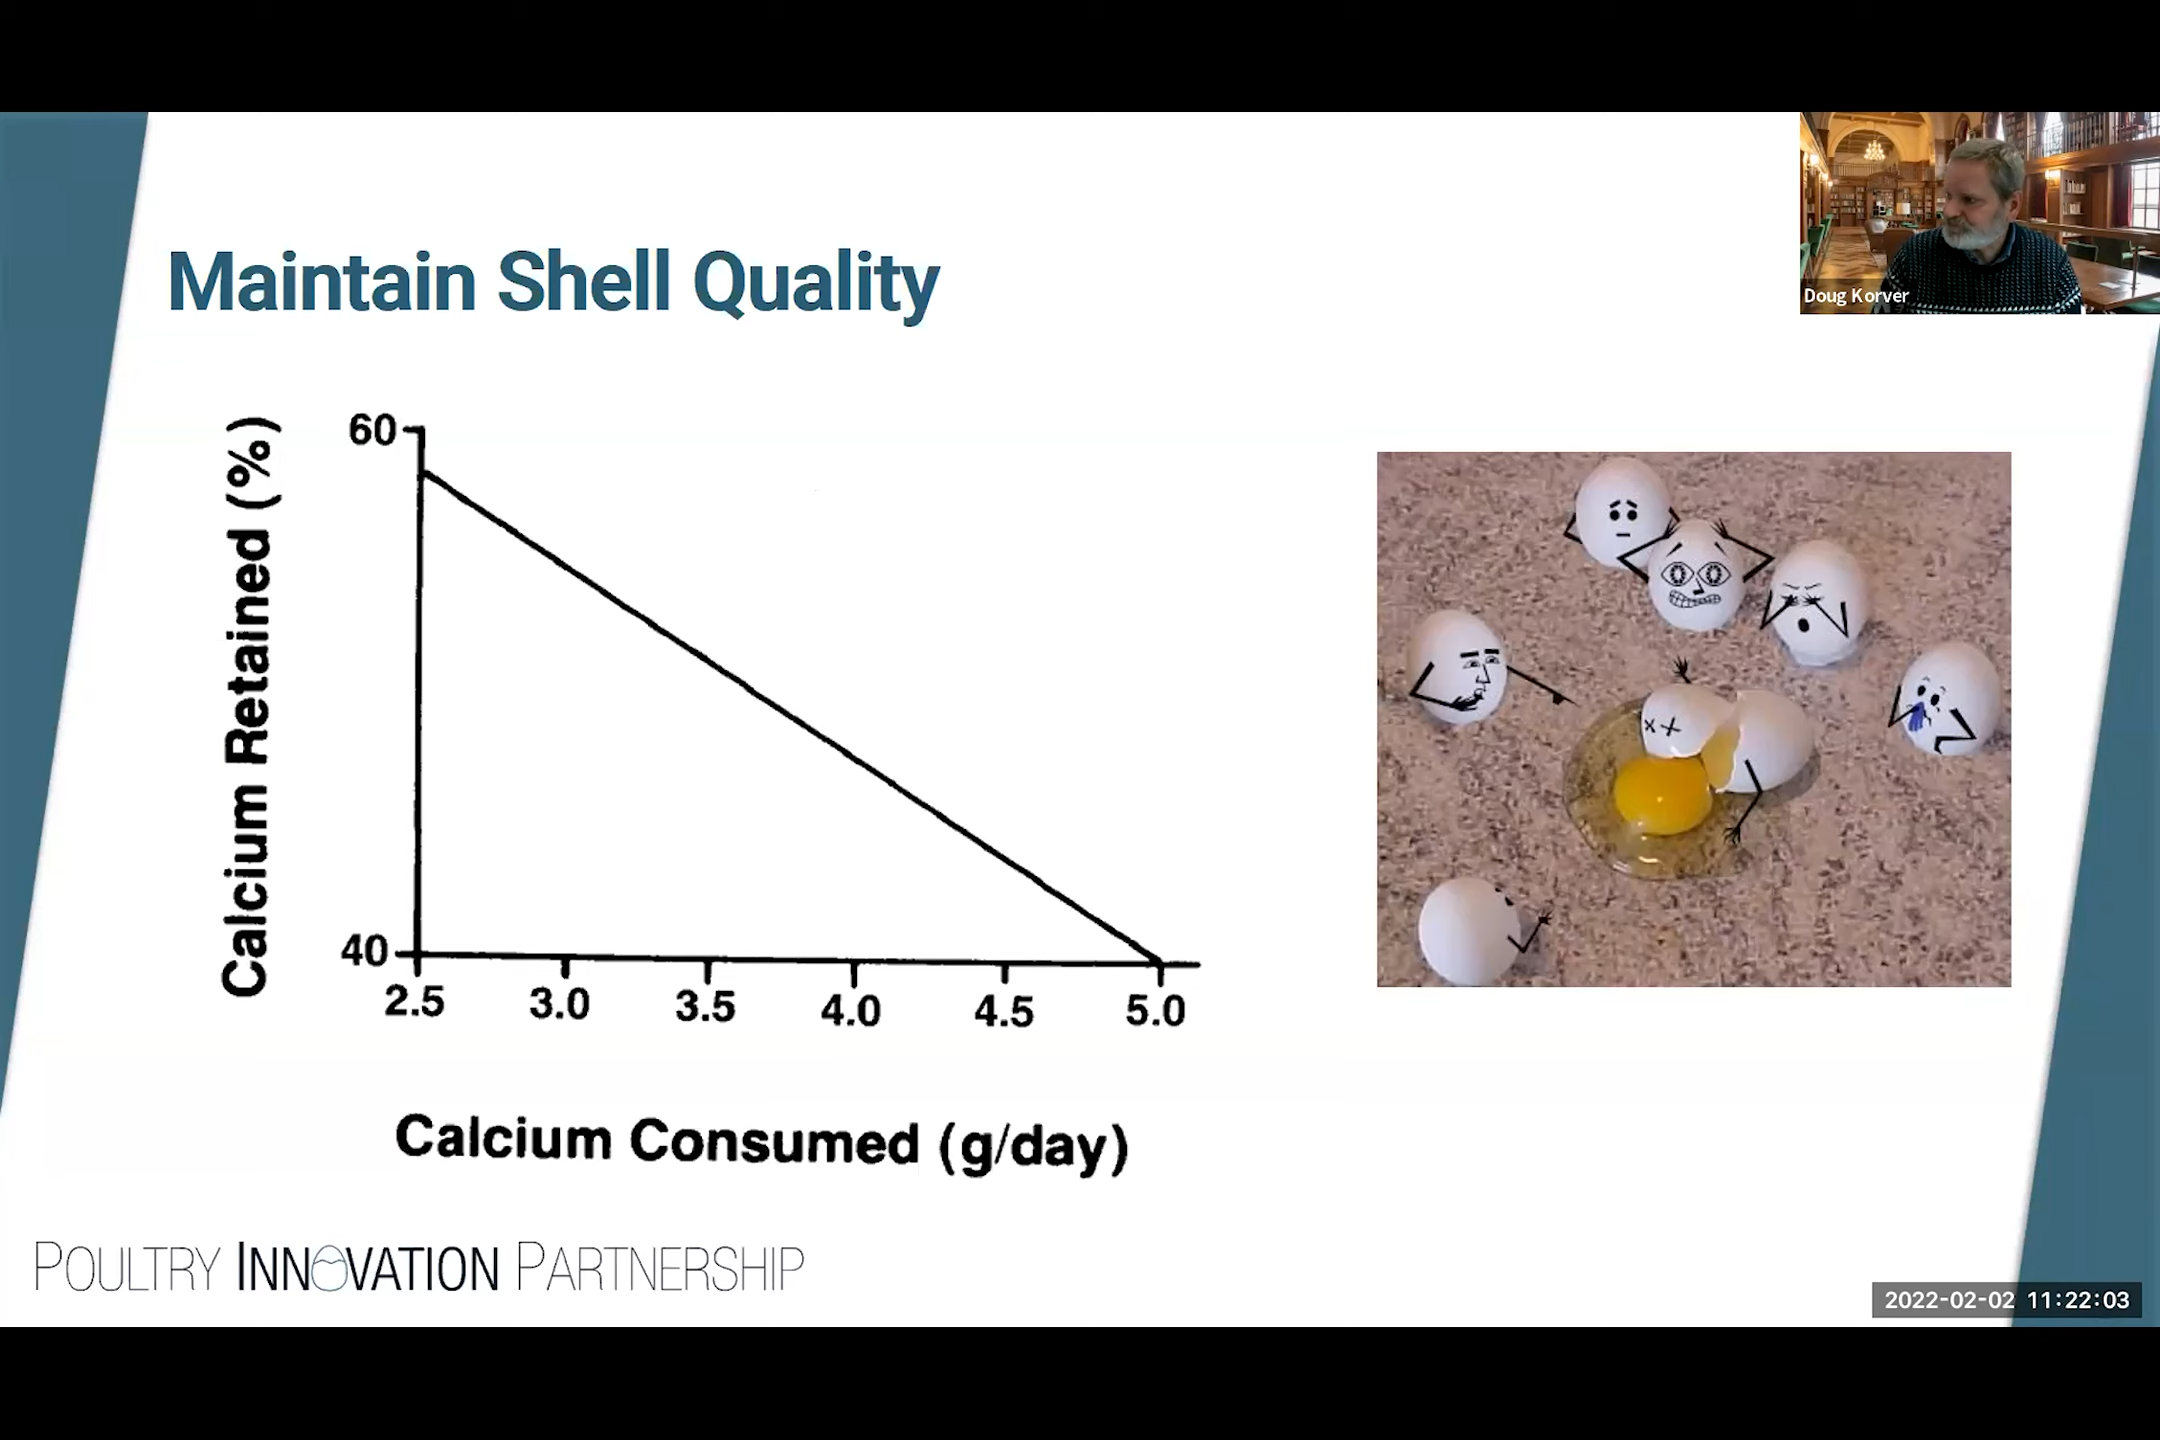 Maintain Shell Quality
Doug Korver
Calcium Retained (%)
60
40
2.5 3.0 3.5 4.0 4.5 5.0
Calcium Consumed (g/day)
POULTRY INNOVATION PARTNERSHIP
2022-02-02 11:22:03